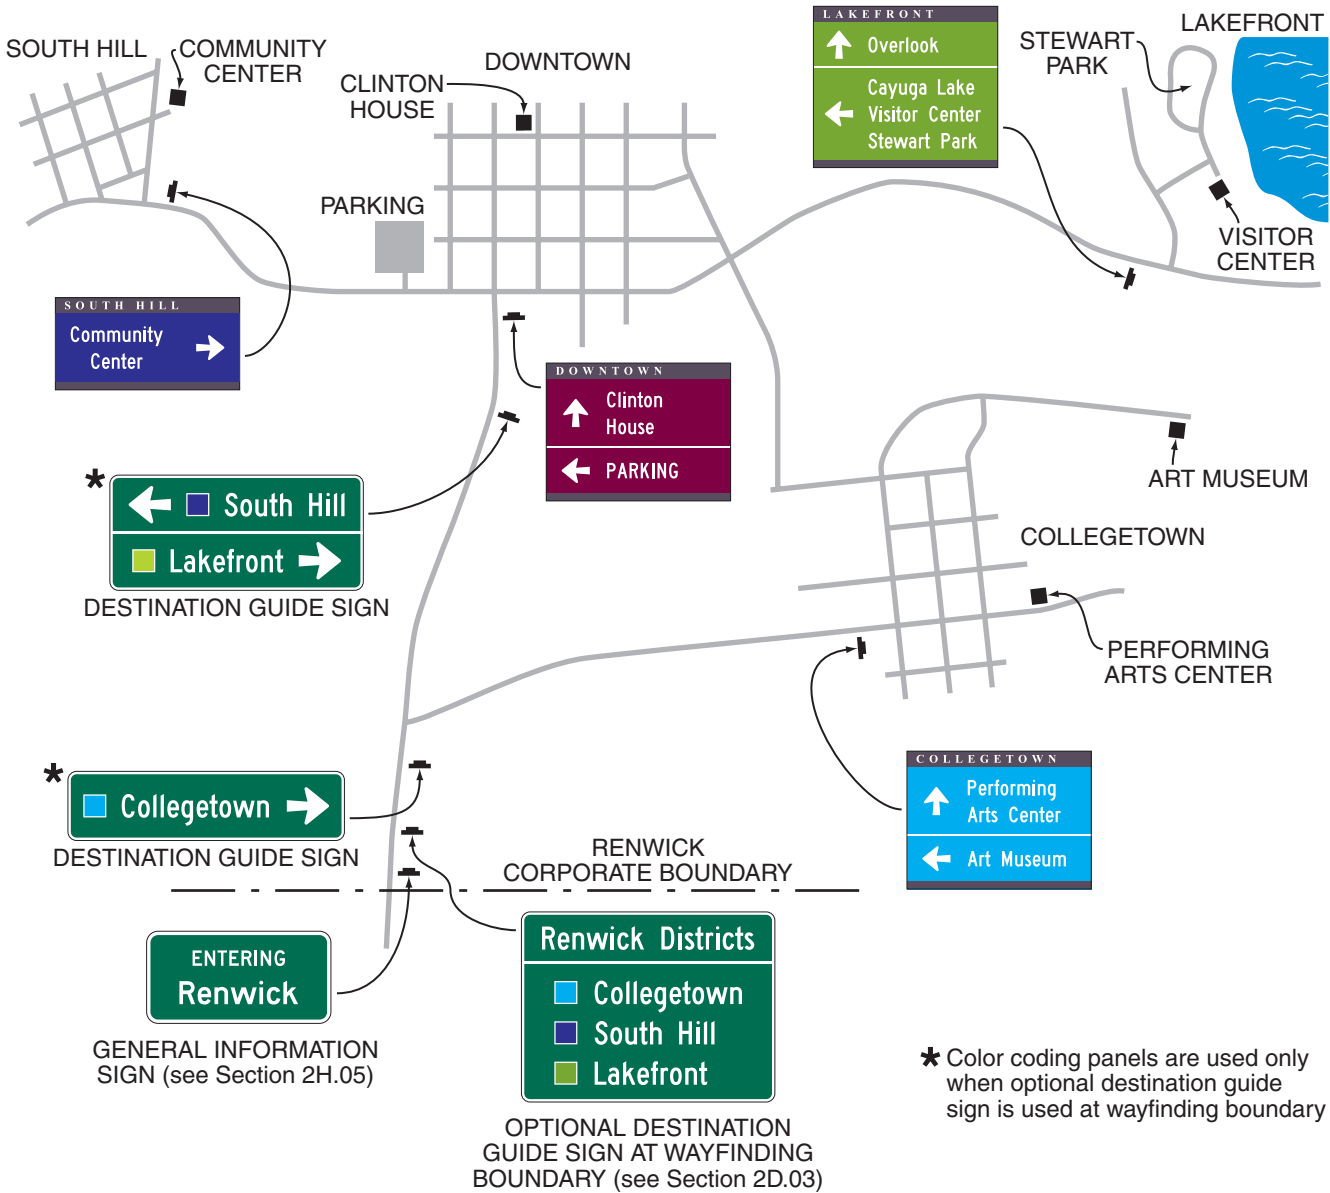 SOUTH HILL
COMMUNITY
CENTER
CLINTON
HOUSE
DOWNTOWN
LAKEFRONT
Overlook
Cayuga Lake
Visitor Center
Stewart Park
STEWART
PARK
LAKEFRONT
PARKING
VISITOR
CENTER
SOUTH HILL
Community
Center
DOWNTOWN
Clinton
House
PARKING
* South Hill
Lakefront
DESTINATION GUIDE SIGN
ART MUSEUM
COLLEGETOWN
PERFORMING
ARTS CENTER
* Collegetown
DESTINATION GUIDE SIGN
COLLEGETOWN
Performing
Arts Center
Art Museum
RENWICK
CORPORATE BOUNDARY
ENTERING
Renwick
GENERAL INFORMATION
SIGN (see Section 2H.05)
Renwick Districts
Collegetown
South Hill
Lakefront
OPTIONAL DESTINATION
GUIDE SIGN AT WAYFINDING
BOUNDARY (see Section 2D.03)
* Color coding panels are used only
when optional destination guide
sign is used at wayfinding boundary